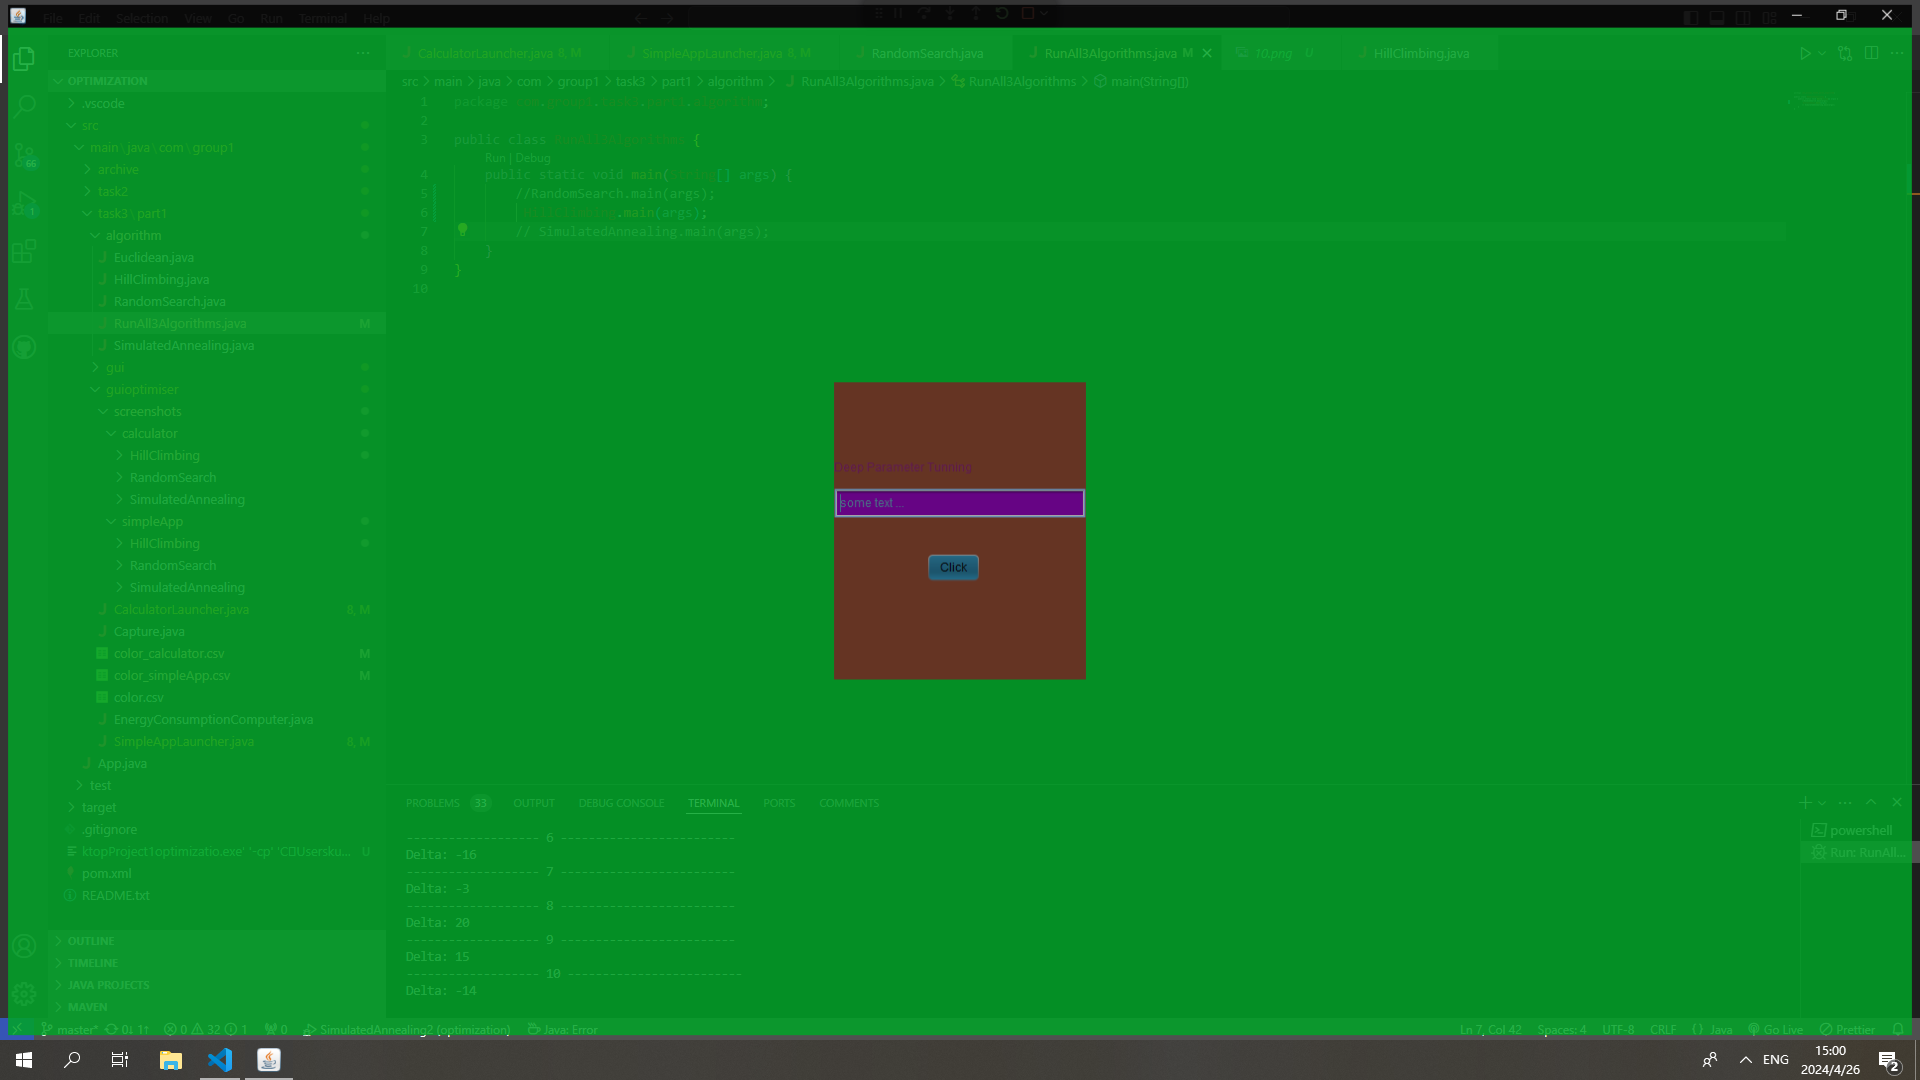 File Edit Selection View Go Run Terminal Help
EXPLORER
CalculatorLauncher.java 8, M
SimpleAppLauncher.java 8, M
RandomSearch.java
RunAll3Algorithms.java M
10.png U
HillClimbing.java
OPTIMIZATION
src > main > java > com > group1 > task3 > part1 > algorithm > RunAll3Algorithms.java > RunAll3Algorithms > main(String[])
.vscode
src
main \ java \ com \ group1
archive
task2
task3 \ part1
algorithm
Euclidean.java
HillClimbing.java
RandomSearch.java
RunAll3Algorithms.java M
SimulatedAnnealing.java
gui
guioptimiser
screenshots
calculator
HillClimbing
RandomSearch
SimulatedAnnealing
simpleApp
HillClimbing
RandomSearch
SimulatedAnnealing
CalculatorLauncher.java 8, M
Capture.java
color_calculator.csv M
color_simpleApp.csv M
color.csv
EnergyConsumptionComputer.java
SimpleAppLauncher.java 8, M
App.java
test
target
.gitignore
ktopProject1optimizatio.exe' '-cp' 'C▯Usersku... U
pom.xml
README.txt
OUTLINE
TIMELINE
JAVA PROJECTS
MAVEN
66
1
1 package com.group1.task3.part1.algorithm;
2
3 public class RunAll3Algorithms {
Run | Debug
4 public static void main(String[] args) {
5 //RandomSearch.main(args);
6 HillClimbing.main(args);
7 // SimulatedAnnealing.main(args);
8 }
9 }
10
Deep Parameter Tunning
some text ...
Click
PROBLEMS 33 OUTPUT DEBUG CONSOLE TERMINAL PORTS COMMENTS
------------------- 6 -------------------------
Delta: -16
------------------- 7 -------------------------
Delta: -3
------------------- 8 -------------------------
Delta: 20
------------------- 9 -------------------------
Delta: 15
------------------- 10 -------------------------
Delta: -14
powershell
Run: RunAll...
master* 0↓ 1↑ 0 32 1 0 SimulatedAnnealing2 (optimization) Java: Error
Ln 7, Col 42 Spaces: 4 UTF-8 CRLF {} Java Go Live Prettier
ENG
15:00
2024/4/26
2